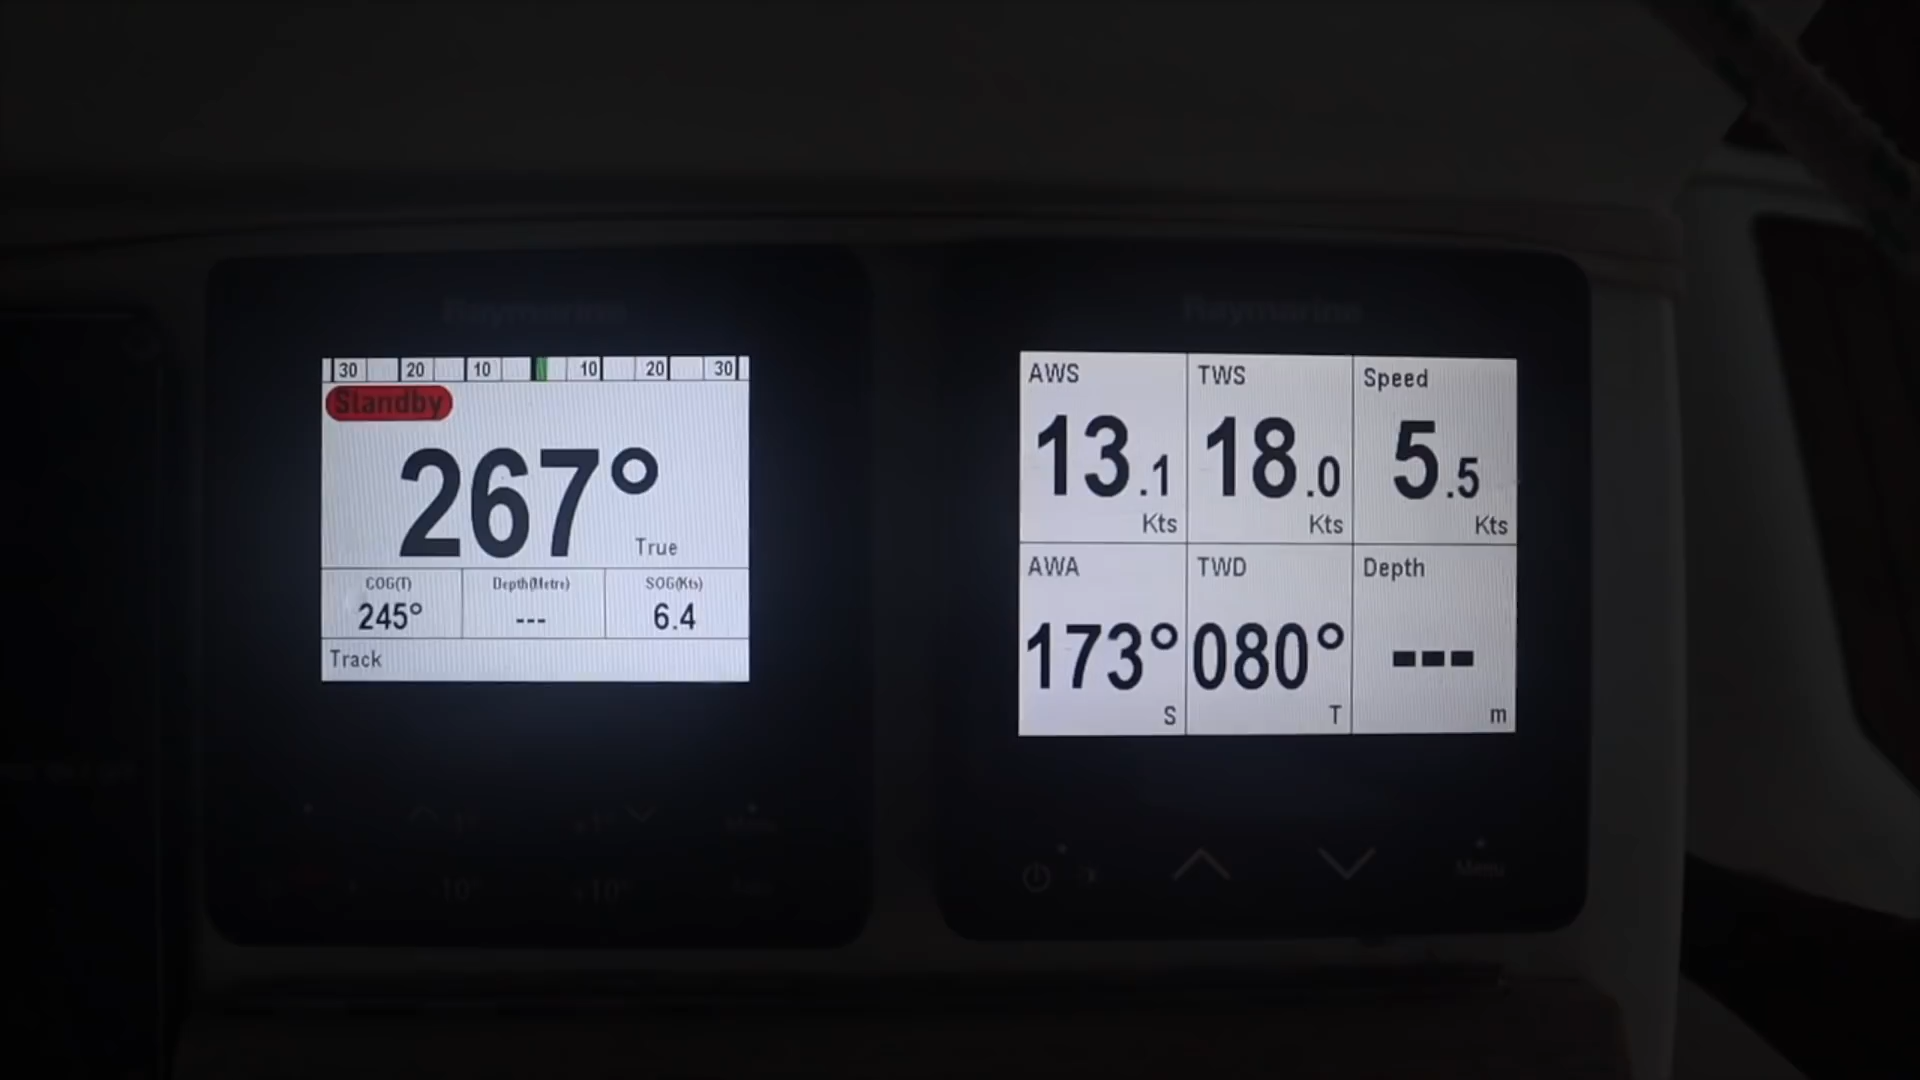 Raymarine
30 20 10 10 20 30
Standby
267°
True
COG(T) Depth(Metre) SOG(Kts)
245° --- 6.4
Track
Raymarine
AWS TWS Speed
13.1 18.0 5.5
Kts Kts Kts
AWA TWD Depth
173° 080° ---
S T m
Menu